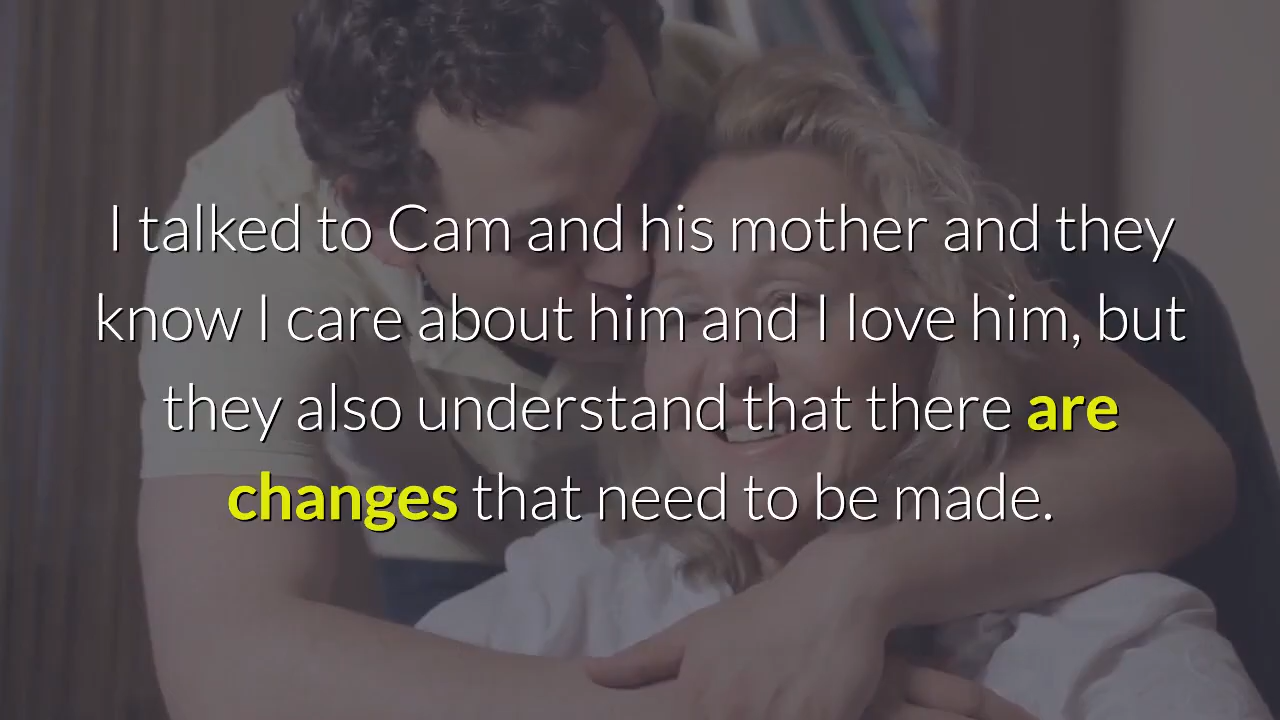 I talked to Cam and his mother and they
know I care about him and I love him, but
they also understand that there are
changes that need to be made.